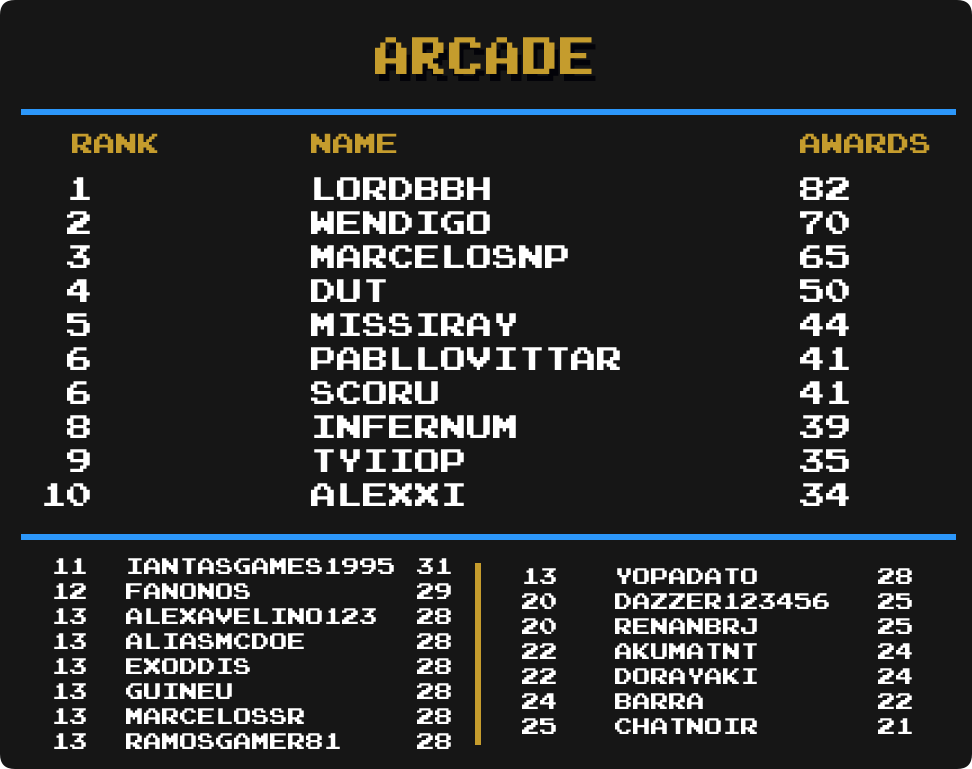 ARCADE
RANK NAME AWARDS
1 LORDBBH 82
2 WENDIGO 70
3 MARCELOSNP 65
4 DUT 50
5 MISSIRAY 44
6 PABLLOVITTAR 41
6 SCORU 41
8 INFERNUM 39
9 TYIIOP 35
10 ALEXXI 34
11 IANTASGAMES1995 31
12 FANONOS 29
13 ALEXAVELINO123 28
13 ALIASMCDOE 28
13 EXODDIS 28
13 GUINEU 28
13 MARCELOSSR 28
13 RAMOSGAMER81 28
13 YOPADATO 28
20 DAZZER123456 25
20 RENANBRJ 25
22 AKUMATNT 24
22 DORAYAKI 24
24 BARRA 22
25 CHATNOIR 21